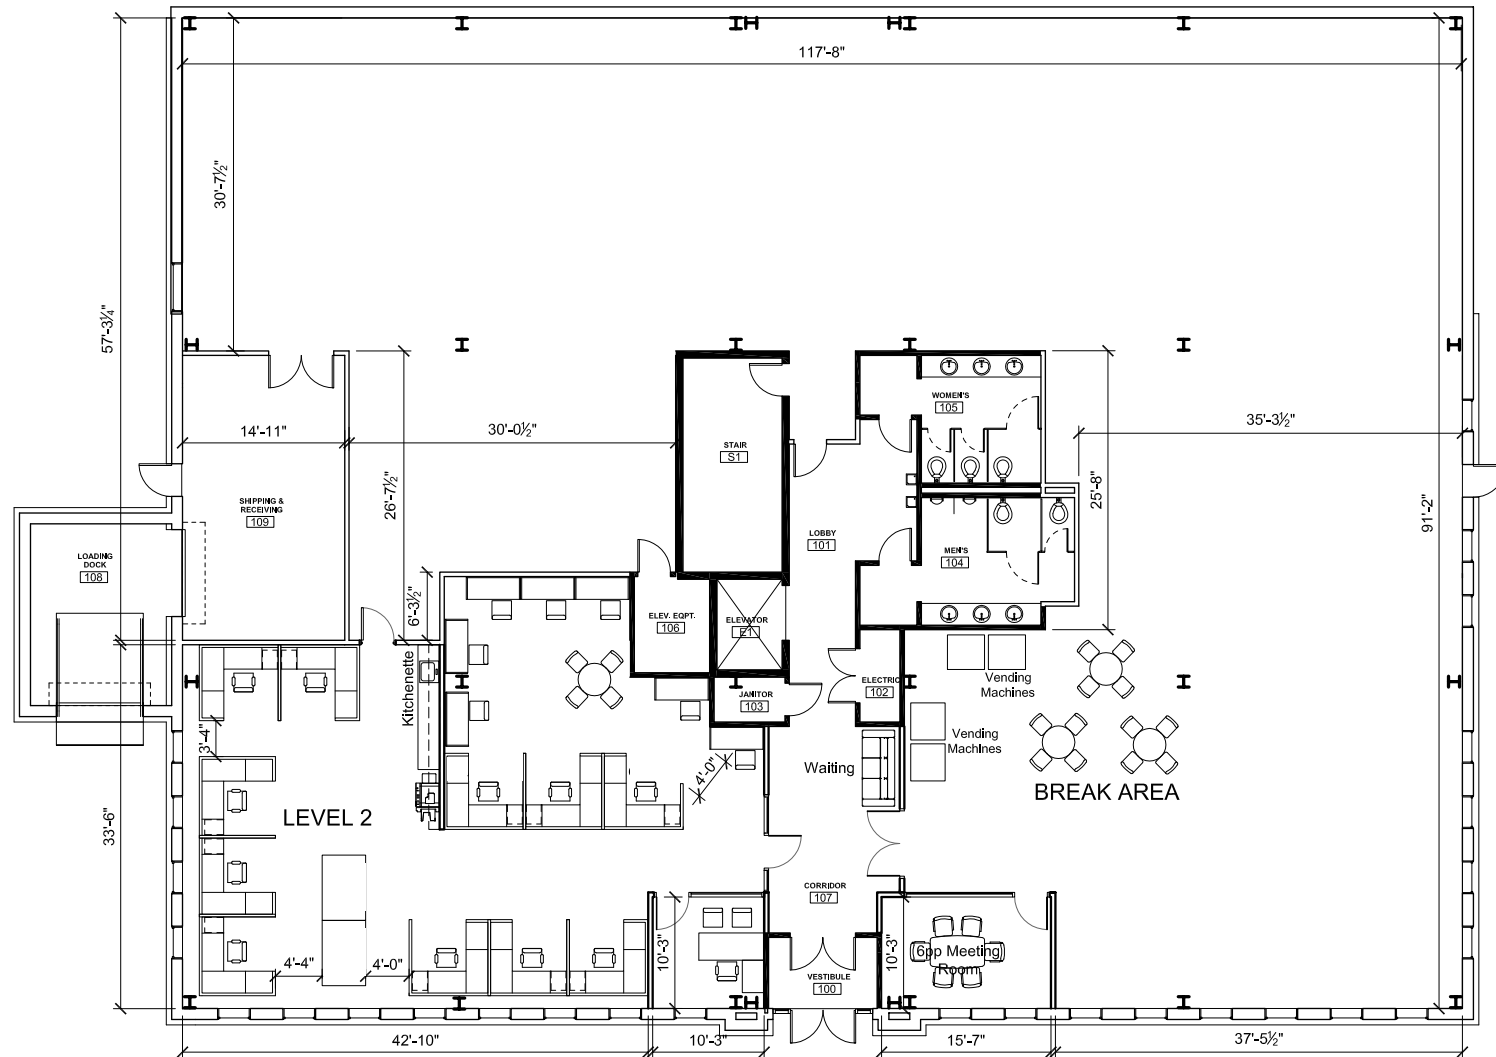 117'-8"
30'-7½"
57'-3¼"
14'-11"
30'-0½"
35'-3½"
26'-7½"
25'-8"
91'-2"
WOMEN'S
105
STAIR
S1
SHIPPING &
RECEIVING
109
LOBBY
101
MEN'S
104
LOADING
DOCK
108
6'-3½"
ELEV. EQPT.
106
ELEVATOR
E1
Kitchenette
JANITOR
103
ELECTRIC
102
Vending
Machines
Vending
Machines
3'-4"
4'-0"
Waiting
BREAK AREA
LEVEL 2
33'-6"
CORRIDOR
107
10'-3"
10'-3"
6pp Meeting
Room
4'-4"
4'-0"
VESTIBULE
100
42'-10"
10'-3"
15'-7"
37'-5½"